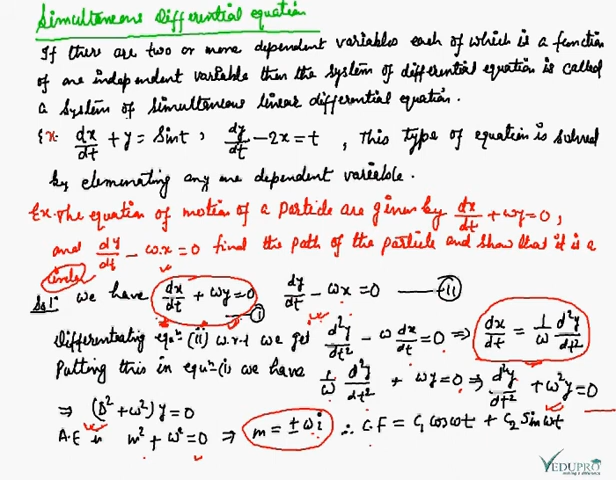 Simultaneous Differential equation
If there are two or more dependent variables each of which is a function
of one independent variable then the system of differential equation is called
a system of simultaneous linear differential equation.
Ex. dx/dt + y = Sint, dy/dt - 2x = t, This type of equation is solved
by elemenating any one dependent variable.
Ex. The equation of motion of a particle are given by dx/dt + ωy = 0,
and dy/dt - ωx = 0 find the path of the particle and show that it is a
circle
Sol. we have dx/dt + ωy = 0 —(i) dy/dt - ωx = 0 —(ii)
Differentiating equn (ii) w.r.t we get d²y/dt² - ω dx/dt = 0 ⇒ dx/dt = 1/ω d²y/dt²
Putting this in equn (i) we have 1/ω d²y/dt² + ωy = 0 ⇒ d²y/dt² + ω²y = 0
⇒ (D² + ω²) y = 0
A.E is m² + ω² = 0 ⇒ m = ± ωi ∴ C.F = C₁ cosωt + C₂ Sinωt
VEDUPRO